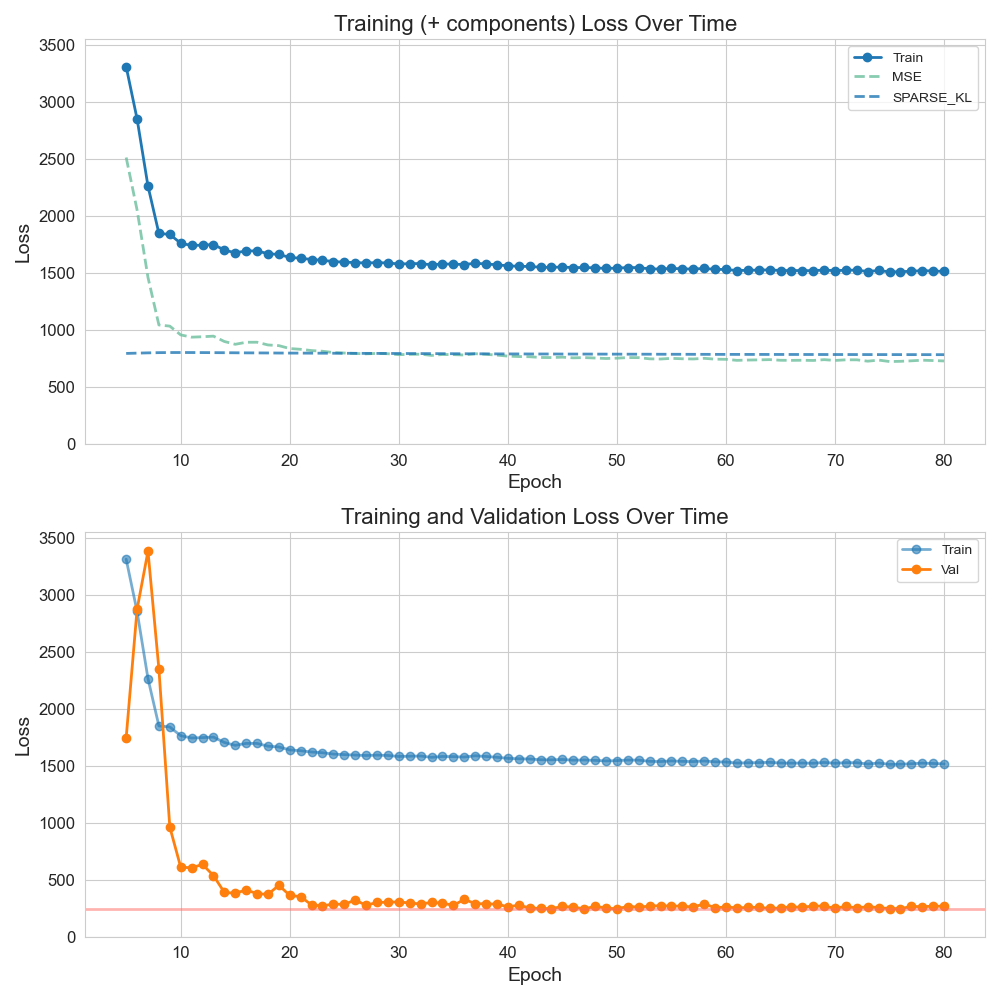 Training (+ components) Loss Over Time
Loss
3500
3000
2500
2000
1500
1000
500
0
Train
MSE
SPARSE_KL
10 20 30 40 50 60 70 80
Epoch
Training and Validation Loss Over Time
Loss
3500
3000
2500
2000
1500
1000
500
0
Train
Val
10 20 30 40 50 60 70 80
Epoch